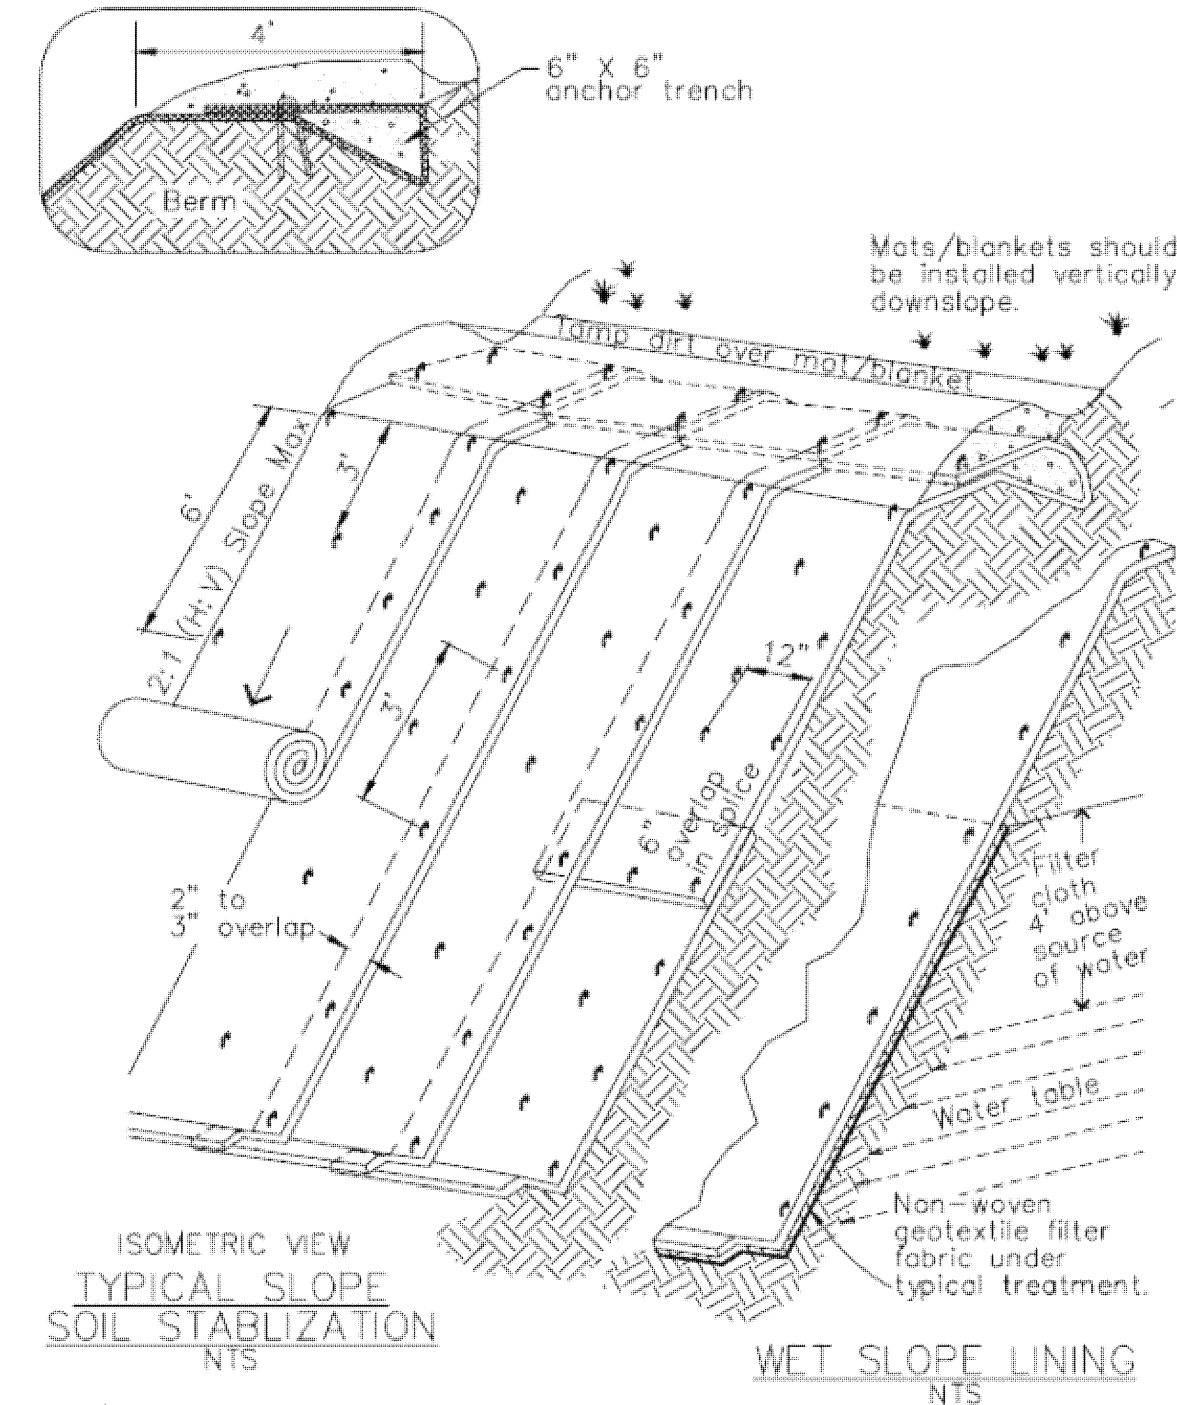 4'
6" X 6"
anchor trench
Berm
Mats/blankets should
be installed vertically
downslope.
Tamp dirt over mat/blanket
6'
2:1 (H:V) Slope Max
3'
3'
12"
6"
overlap
in splice
2" to
3" overlap
Filter
cloth
4' above
source
of water
Water table
Non-woven
geotextile filter
fabric under
typical treatment.
ISOMETRIC VIEW
TYPICAL SLOPE
SOIL STABLIZATION
NTS
WET SLOPE LINING
NTS